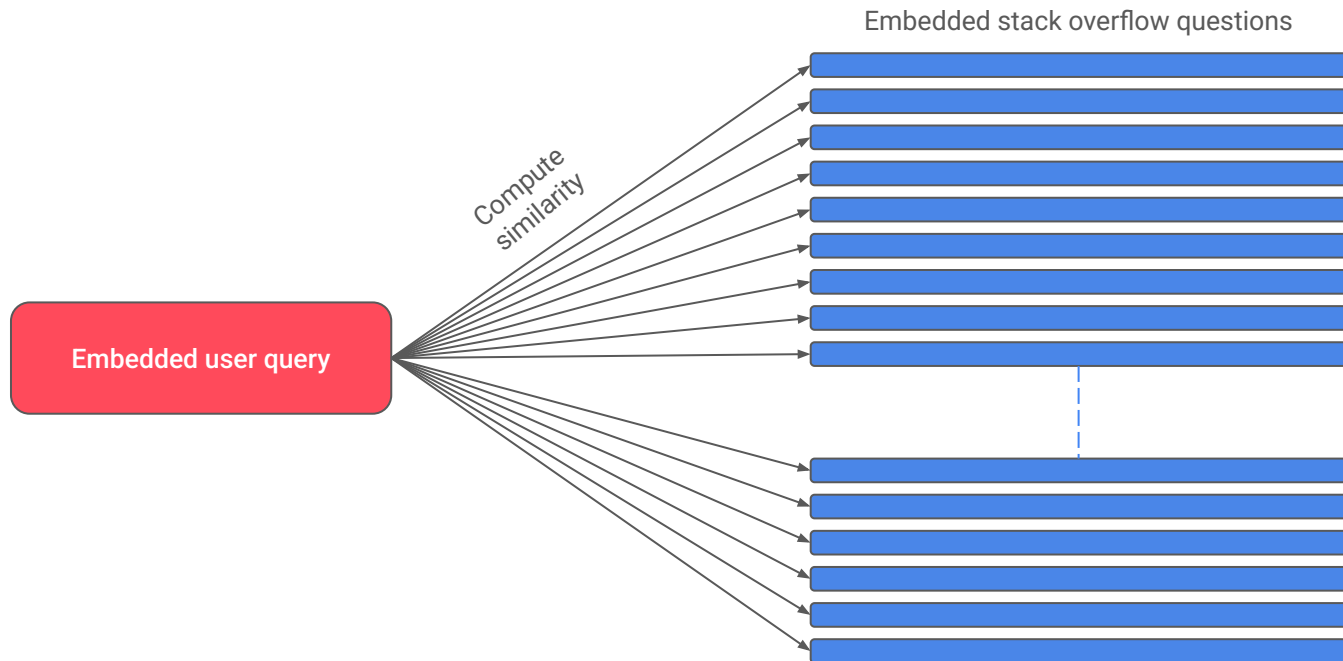 Embedded stack overflow questions
Compute
similarity
Embedded user query